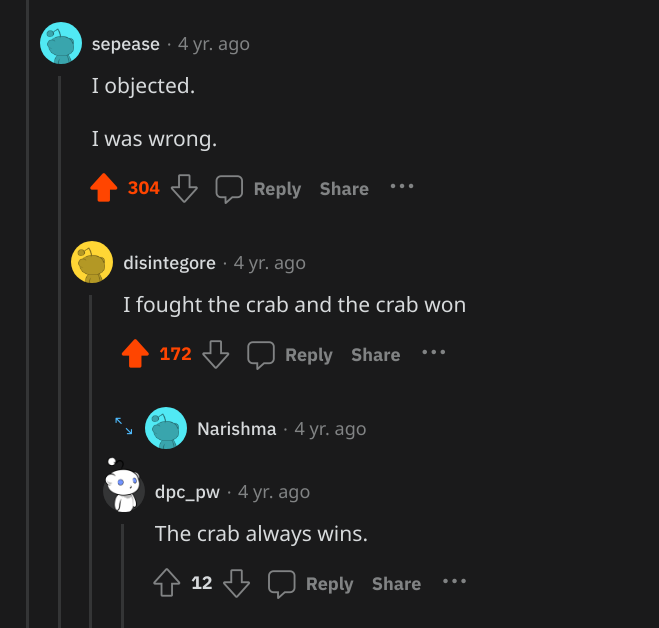 sepease · 4 yr. ago
I objected.
I was wrong.
304 Reply Share ···
disintegore · 4 yr. ago
I fought the crab and the crab won
172 Reply Share ···
Narishma · 4 yr. ago
dpc_pw · 4 yr. ago
The crab always wins.
12 Reply Share ···